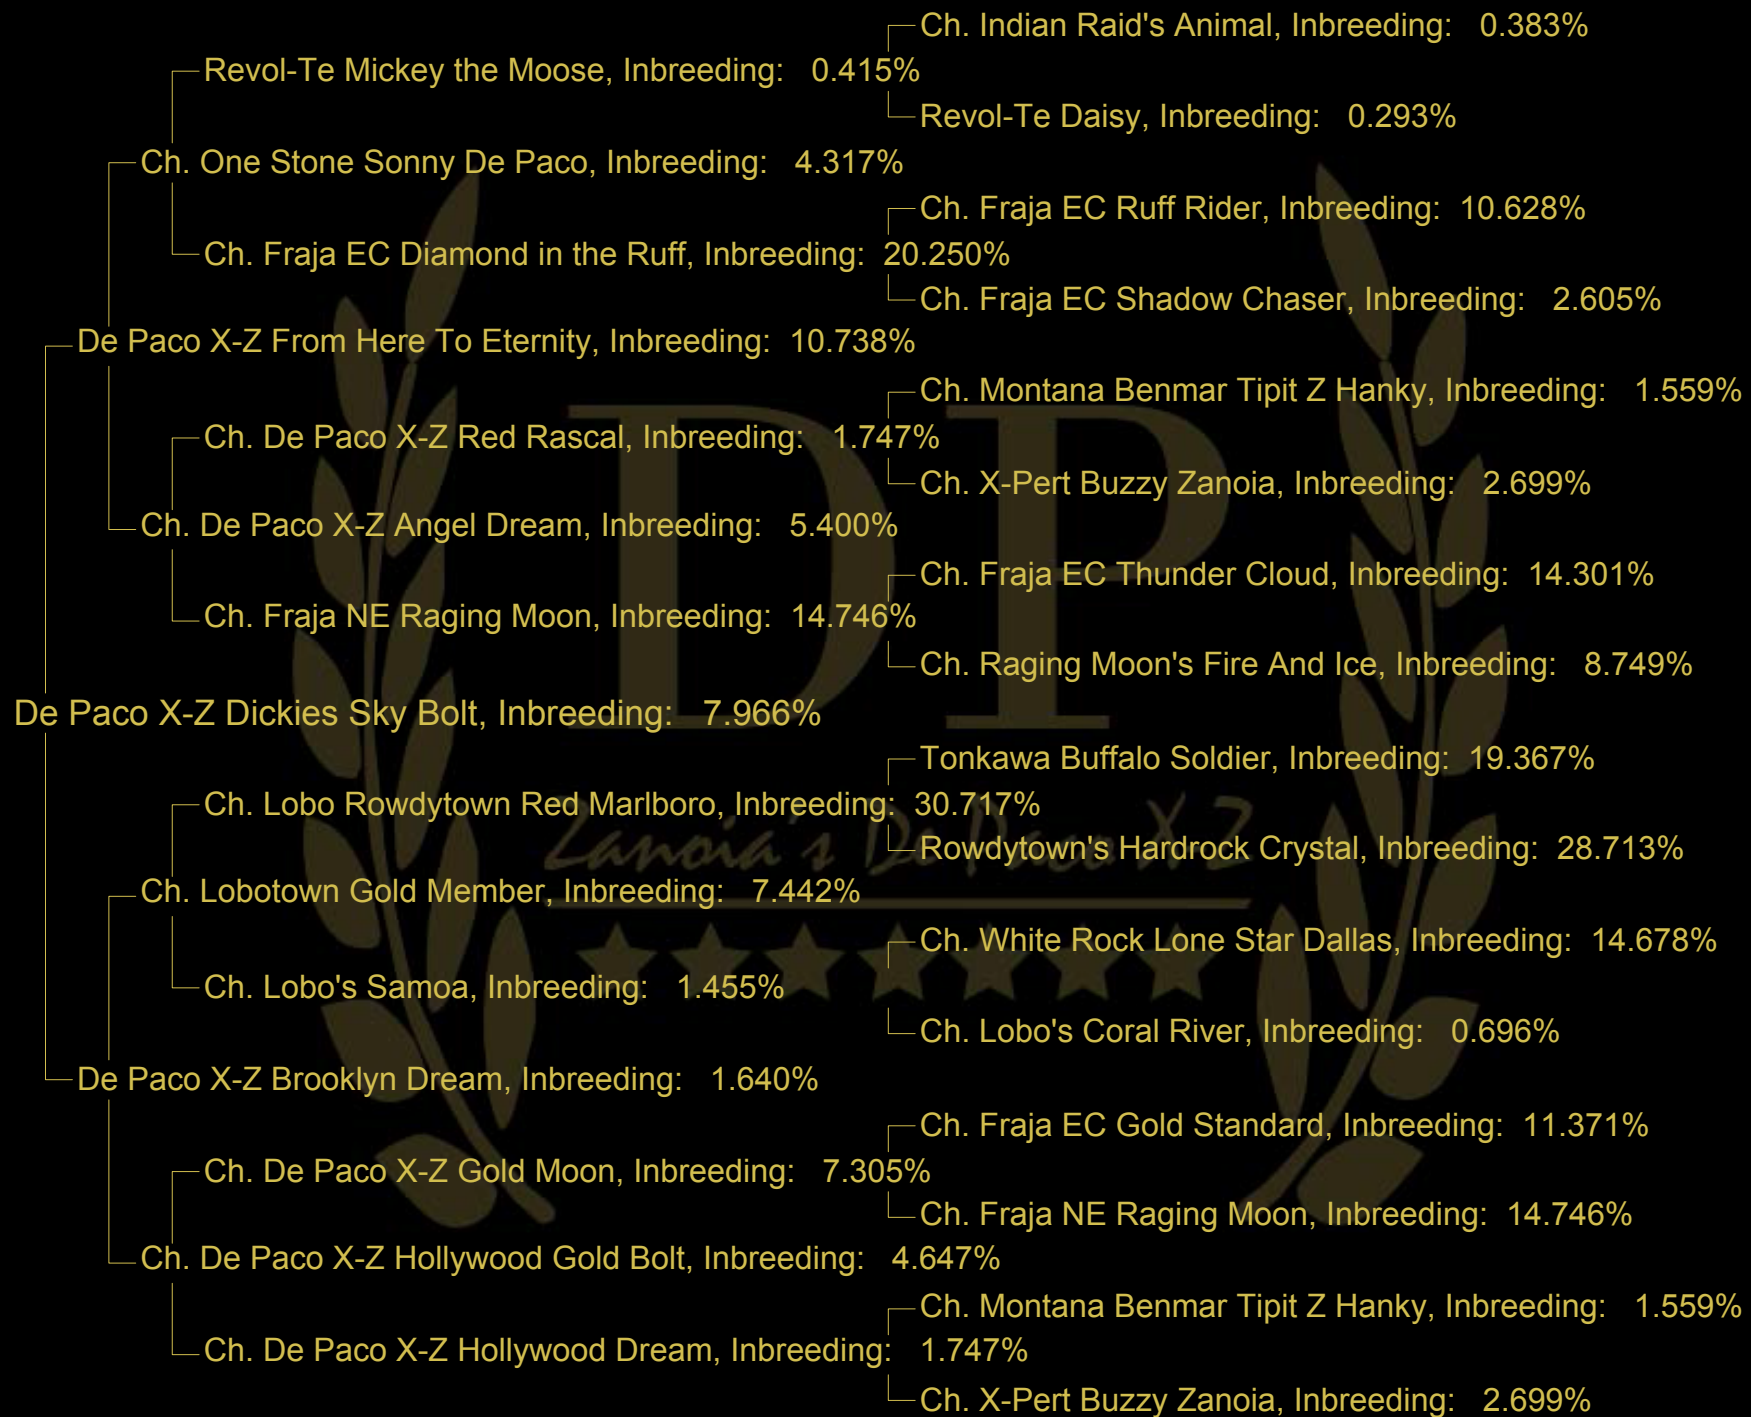 Ch. Indian Raid's Animal, Inbreeding: 0.383%
Revol-Te Mickey the Moose, Inbreeding: 0.415%
Revol-Te Daisy, Inbreeding: 0.293%
Ch. One Stone Sonny De Paco, Inbreeding: 4.317%
Ch. Fraja EC Ruff Rider, Inbreeding: 10.628%
Ch. Fraja EC Diamond in the Ruff, Inbreeding: 20.250%
Ch. Fraja EC Shadow Chaser, Inbreeding: 2.605%
De Paco X-Z From Here To Eternity, Inbreeding: 10.738%
Ch. Montana Benmar Tipit Z Hanky, Inbreeding: 1.559%
Ch. De Paco X-Z Red Rascal, Inbreeding: 1.747%
Ch. X-Pert Buzzy Zanoia, Inbreeding: 2.699%
Ch. De Paco X-Z Angel Dream, Inbreeding: 5.400%
Ch. Fraja EC Thunder Cloud, Inbreeding: 14.301%
Ch. Fraja NE Raging Moon, Inbreeding: 14.746%
Ch. Raging Moon's Fire And Ice, Inbreeding: 8.749%
DP
De Paco X-Z Dickies Sky Bolt, Inbreeding: 7.966%
Tonkawa Buffalo Soldier, Inbreeding: 19.367%
Ch. Lobo Rowdytown Red Marlboro, Inbreeding: 30.717%
Zanoia's De Paco X-Z
Rowdytown's Hardrock Crystal, Inbreeding: 28.713%
Ch. Lobotown Gold Member, Inbreeding: 7.442%
Ch. White Rock Lone Star Dallas, Inbreeding: 14.678%
Ch. Lobo's Samoa, Inbreeding: 1.455%
Ch. Lobo's Coral River, Inbreeding: 0.696%
De Paco X-Z Brooklyn Dream, Inbreeding: 1.640%
Ch. Fraja EC Gold Standard, Inbreeding: 11.371%
Ch. De Paco X-Z Gold Moon, Inbreeding: 7.305%
Ch. Fraja NE Raging Moon, Inbreeding: 14.746%
Ch. De Paco X-Z Hollywood Gold Bolt, Inbreeding: 4.647%
Ch. Montana Benmar Tipit Z Hanky, Inbreeding: 1.559%
Ch. De Paco X-Z Hollywood Dream, Inbreeding: 1.747%
Ch. X-Pert Buzzy Zanoia, Inbreeding: 2.699%